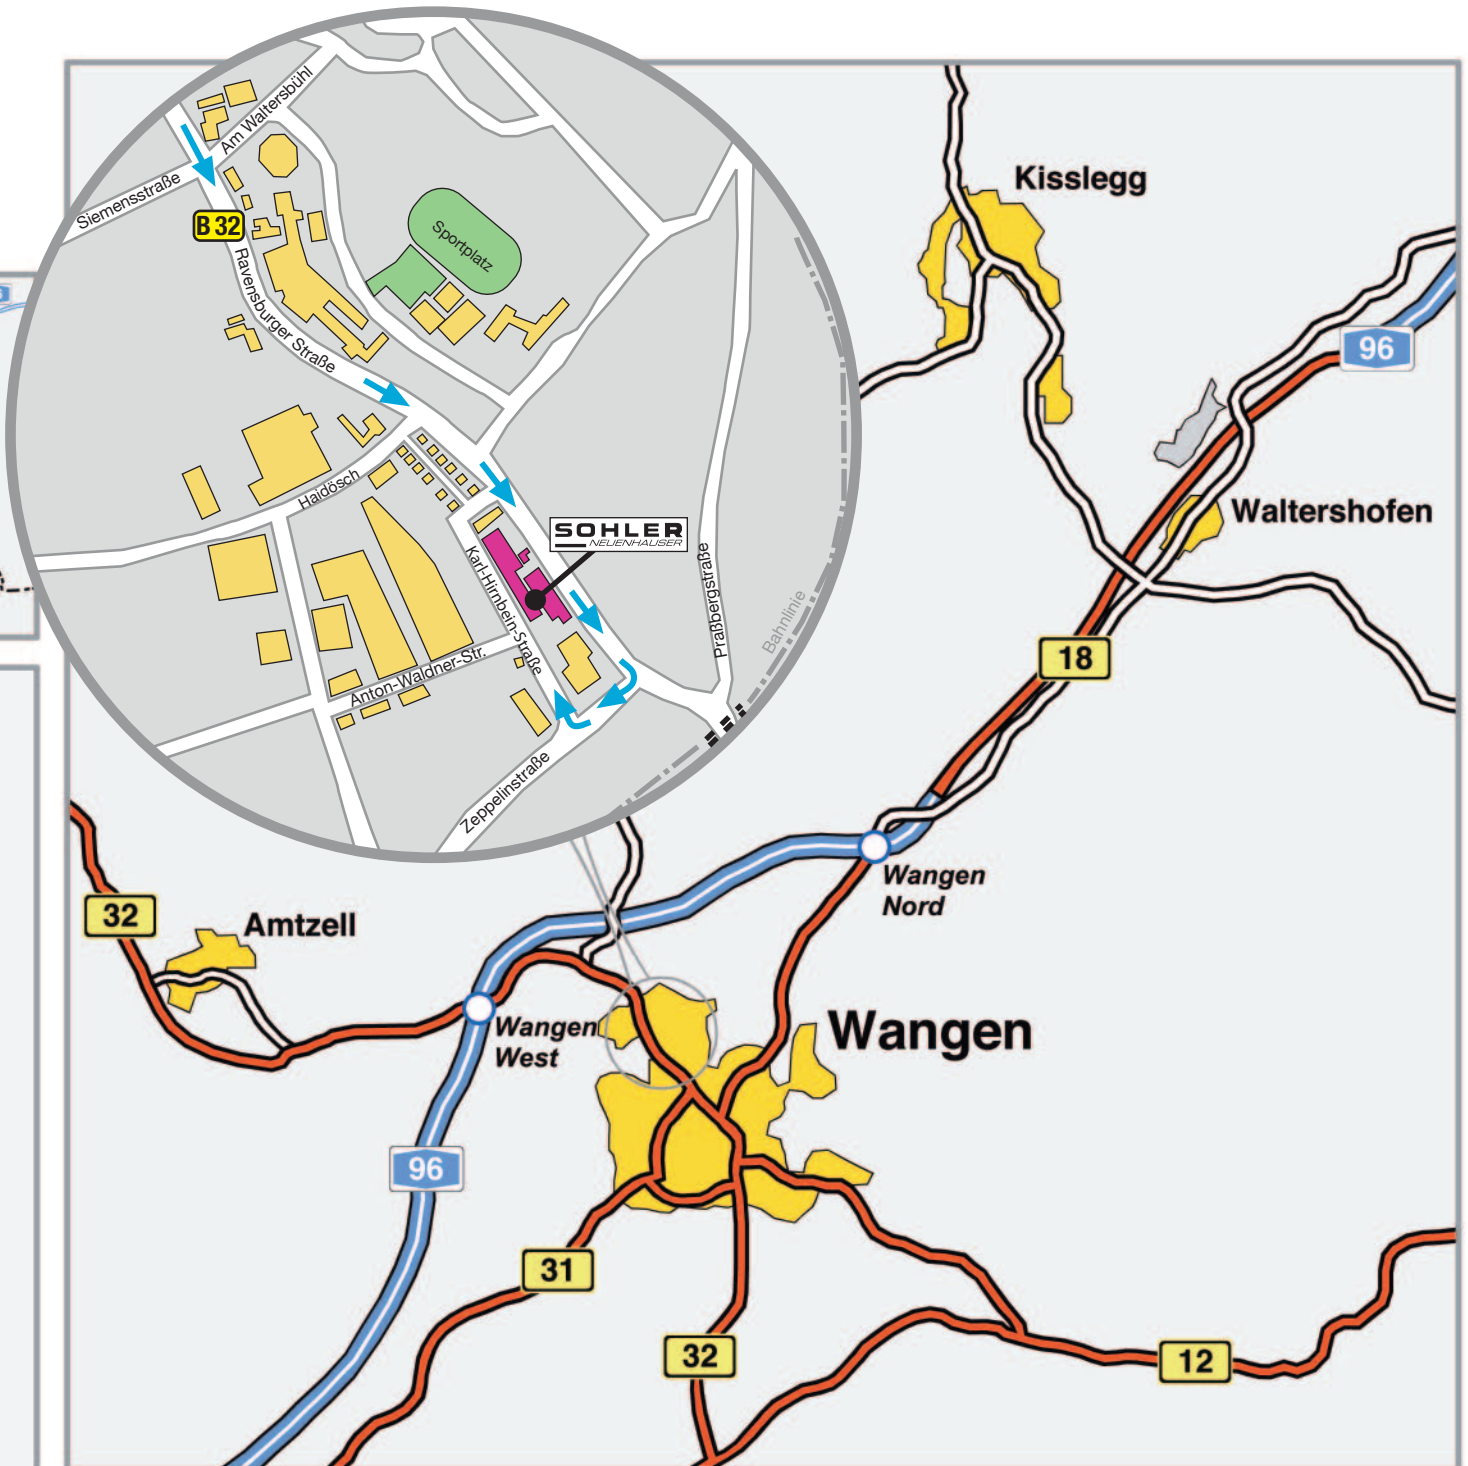 Am Waltersbühl
Siemensstraße
B 32
Ravensburger Straße
Sportplatz
Haidösch
SOHLER
NEUENHAUSER
Karl-Hirnbein-Straße
Anton-Waldner-Str.
Praßbergstraße
Bahnlinie
Zeppelinstraße
Kisslegg
96
Waltershofen
18
Wangen
Nord
32
Amtzell
Wangen
West
Wangen
96
31
32
12